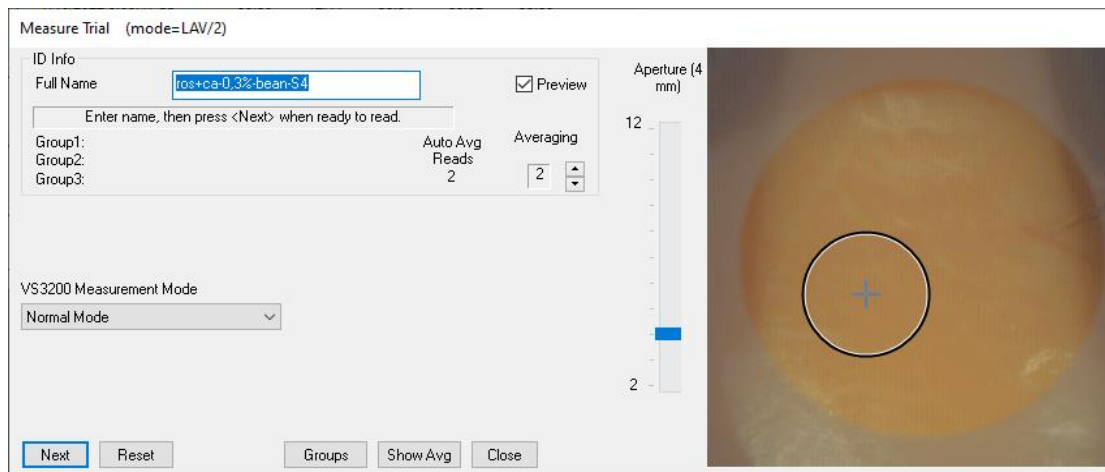 Measure Trial (mode=LAV/2)
ID Info
Full Name
ros+ca-0,3%-bean-S4
Preview
Enter name, then press <Next> when ready to read.
Group1:
Group2:
Group3:
Auto Avg
Reads
2
Averaging
2
Aperture (4
mm)
12
2
VS3200 Measurement Mode
Normal Mode
Next
Reset
Groups
Show Avg
Close